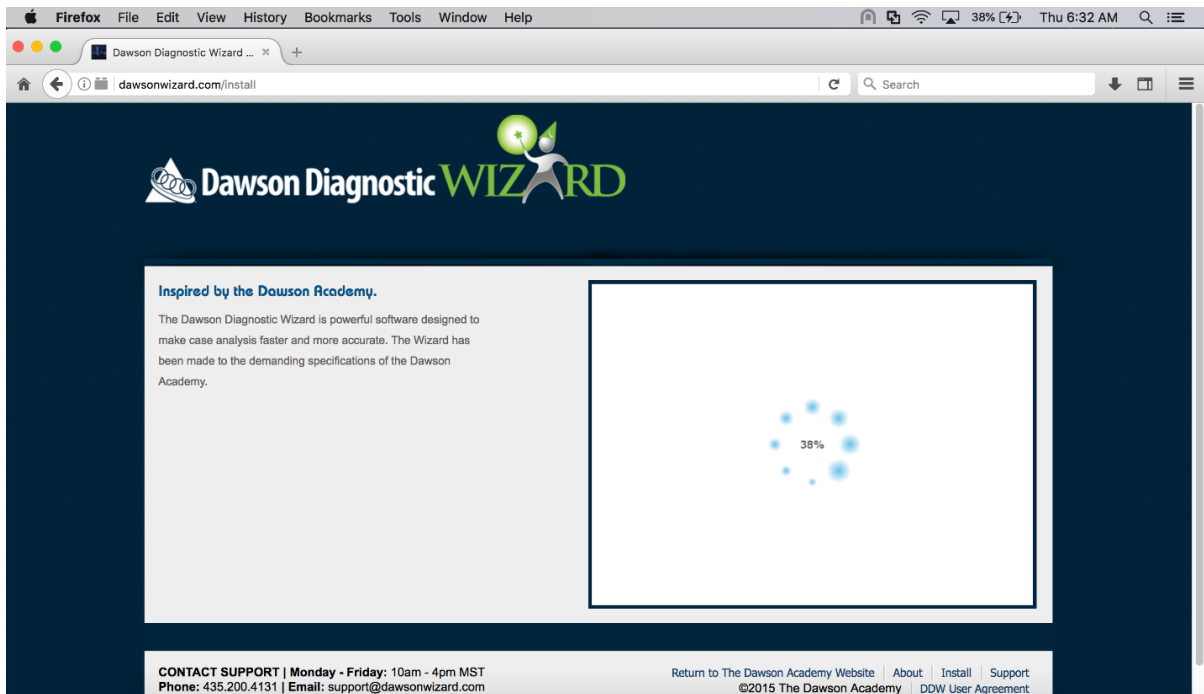 Firefox File Edit View History Bookmarks Tools Window Help 38% Thu 6:32 AM
Dawson Diagnostic Wizard ... × +
dawsonwizard.com/install Search
Dawson Diagnostic WIZARD
Inspired by the Dawson Academy.
The Dawson Diagnostic Wizard is powerful software designed to
make case analysis faster and more accurate. The Wizard has
been made to the demanding specifications of the Dawson
Academy.
38%
CONTACT SUPPORT | Monday - Friday: 10am - 4pm MST
Phone: 435.200.4131 | Email: support@dawsonwizard.com
Return to The Dawson Academy Website | About | Install | Support
©2015 The Dawson Academy | DDW User Agreement